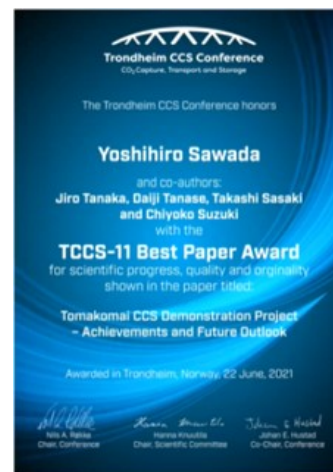 Trondheim CCS Conference
CO₂ Capture, Transport and Storage
The Trondheim CCS Conference honors
Yoshihiro Sawada
and co-authors:
Jiro Tanaka, Daiji Tanase, Takashi Sasaki
and Chiyoko Suzuki
with the
TCCS-11 Best Paper Award
for scientific progress, quality and orginality
shown in the paper titled:
Tomakomai CCS Demonstration Project
– Achievements and Future Outlook
Awarded in Trondheim, Norway, 22 June, 2021
Nils A. Røkke
Chair, Conference
Hanna Knuutila
Chair, Scientific Committee
Johan E. Hustad
Co-Chair, Conference